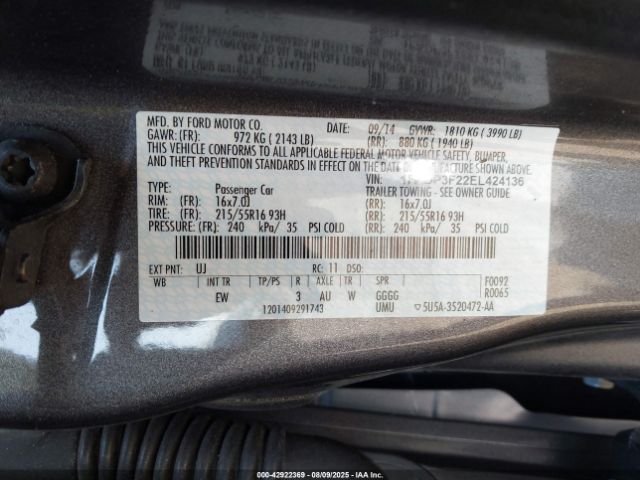 MFD. BY FORD MOTOR CO. DATE: 09/14 GVWR: 1810 KG ( 3990 LB)
GAWR: (FR): 972 KG ( 2143 LB) (RR): 880 KG ( 1940 LB)
THIS VEHICLE CONFORMS TO ALL APPLICABLE FEDERAL MOTOR VEHICLE SAFETY, BUMPER,
AND THEFT PREVENTION STANDARDS IN EFFECT ON THE DATE OF MANUFACTURE SHOWN ABOVE.
VIN: P3F22EL424136
TYPE: Passenger Car TRAILER TOWING - SEE OWNER GUIDE
RIM: (FR): 16x7.0J (RR): 16x7.0J
TIRE: (FR): 215/55R16 93H (RR): 215/55R16 93H
PRESSURE: (FR): 240 kPa/ 35 PSI COLD (RR): 240 kPa/ 35 PSI COLD
EXT PNT: UJ RC: 11 DSO:
WB INT TR TP/PS R AXLE TR SPR F0092
EW 3 AU W GGGG R0065
1201409291743 UMU 5U5A-3520472-AA
000-42922369 08/09/2025 IAA Inc.